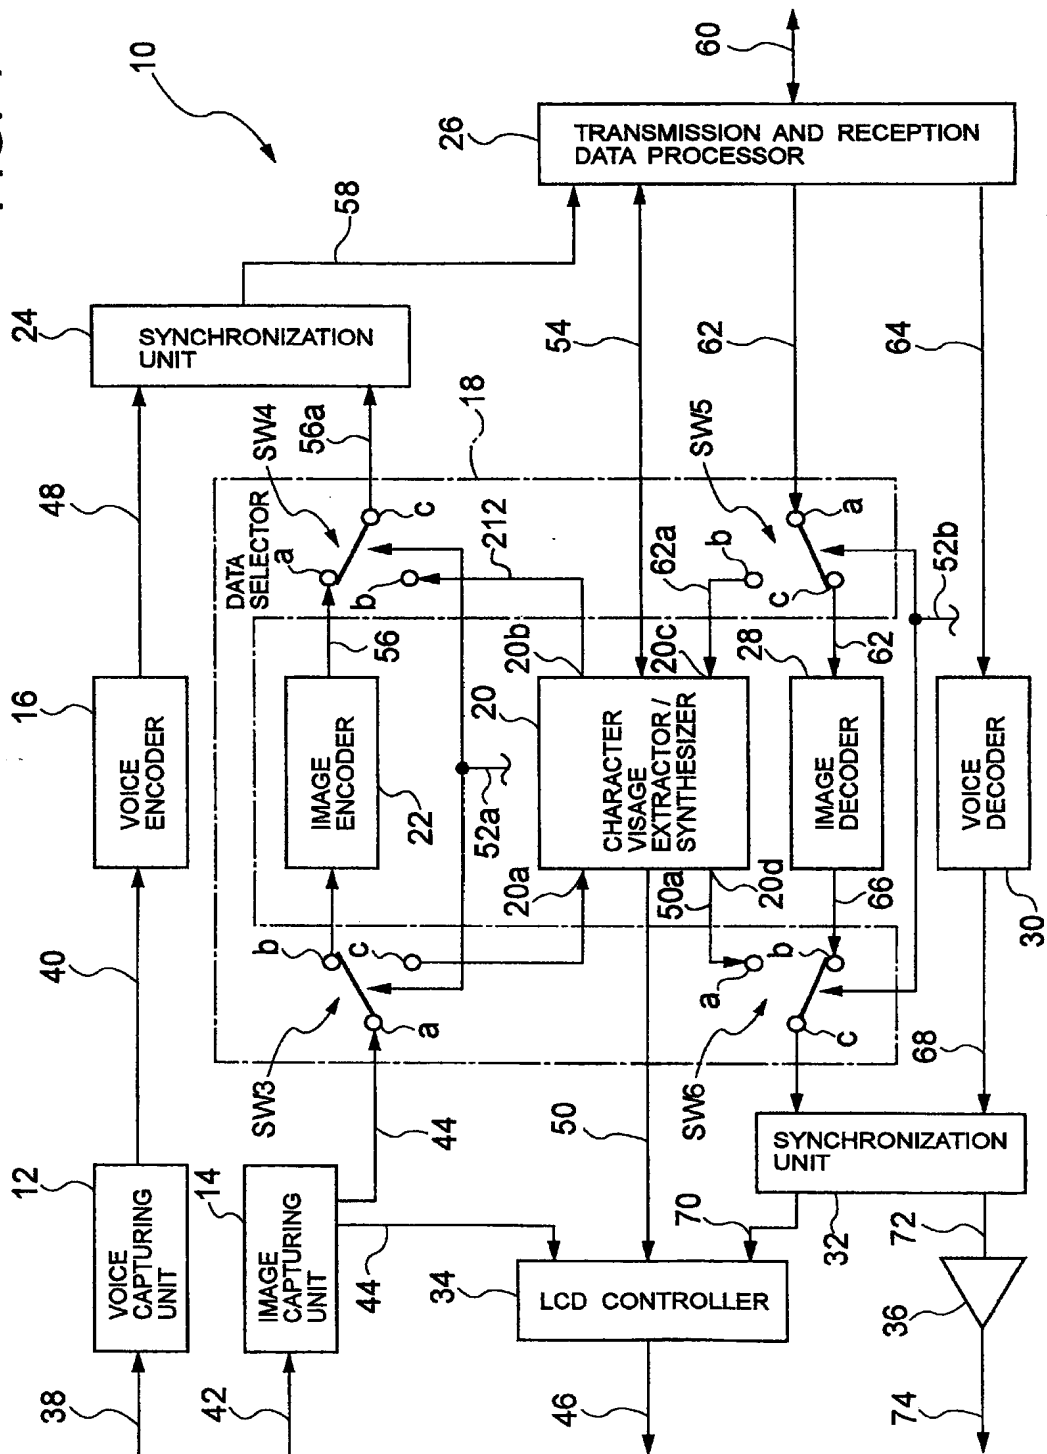 10
60
26
TRANSMISSION AND RECEPTION
DATA PROCESSOR
58
24
SYNCHRONIZATION
UNIT
54
62
64
48
56a
SW4
18
SW5
DATA
SELECTOR
a
c
b
212
62a
b
a
c
52b
56
20b
20c
28
62
16
VOICE
ENCODER
IMAGE
ENCODER
22
52a
20
CHARACTER
VISAGE
EXTRACTOR/
SYNTHESIZER
IMAGE
DECODER
VOICE
DECODER
30
20a
50a
20d
66
40
b
c
a
SW3
a
b
c
SW6
68
44
50
SYNCHRONIZATION
UNIT
32
12
VOICE
CAPTURING
UNIT
14
IMAGE
CAPTURING
UNIT
44
70
72
34
LCD CONTROLLER
36
38
42
46
74